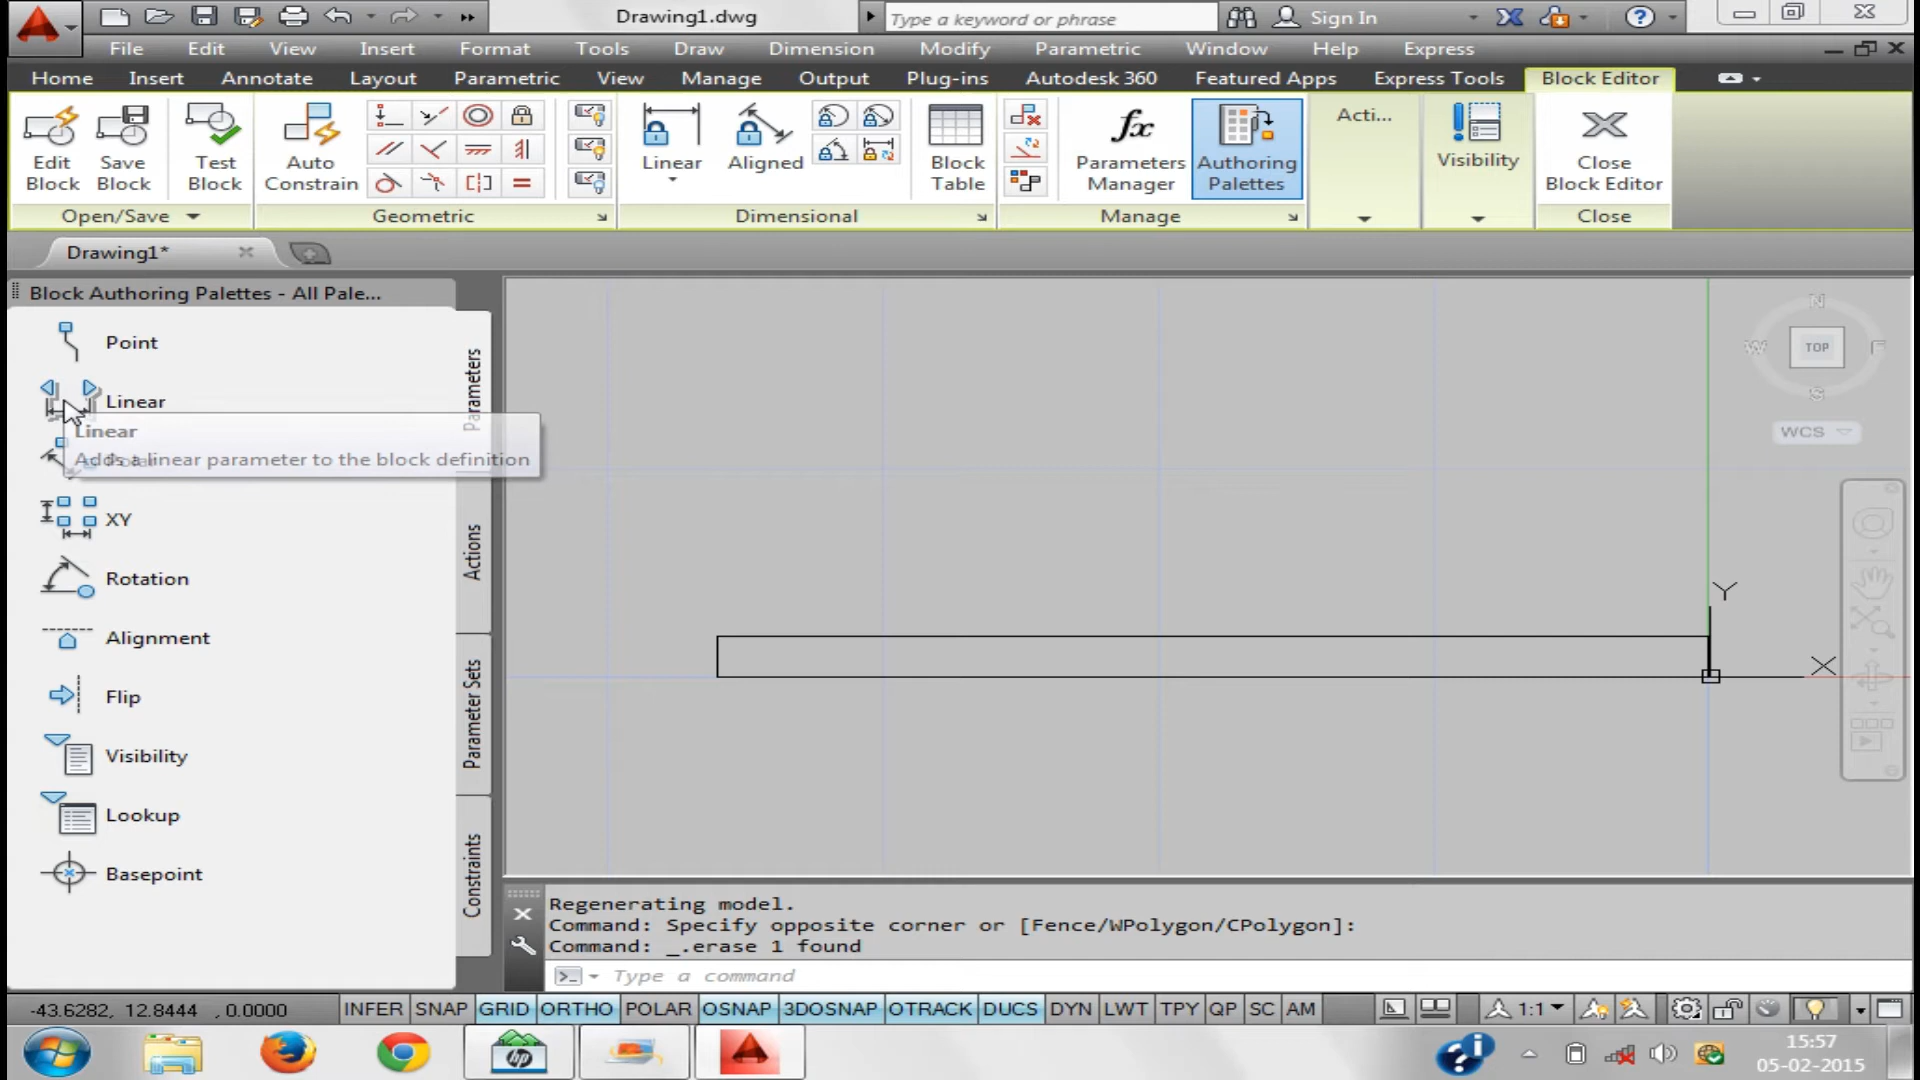 Drawing1.dwg
Type a keyword or phrase
Sign In
File Edit View Insert Format Tools Draw Dimension Modify Parametric Window Help Express
Home Insert Annotate Layout Parametric View Manage Output Plug-ins Autodesk 360 Featured Apps Express Tools Block Editor
Edit Block
Save Block
Test Block
Auto Constrain
Linear
Aligned
Block Table
fx
Parameters Manager
Authoring Palettes
Acti...
Visibility
Close Block Editor
Open/Save
Geometric
Dimensional
Manage
Close
Drawing1*
Block Authoring Palettes - All Pale...
Point
Linear
Linear
Adds a linear parameter to the block definition
XY
Rotation
Alignment
Flip
Visibility
Lookup
Basepoint
Parameters
Actions
Parameter Sets
Constraints
N
W
TOP
S
WCS
Y
X
Regenerating model.
Command: Specify opposite corner or [Fence/WPolygon/CPolygon]:
Command: _.erase 1 found
Type a command
-43.6282, 12.8444 , 0.0000
INFER SNAP GRID ORTHO POLAR OSNAP 3DOSNAP OTRACK DUCS DYN LWT TPY QP SC AM
1:1
hp
15:57
05-02-2015